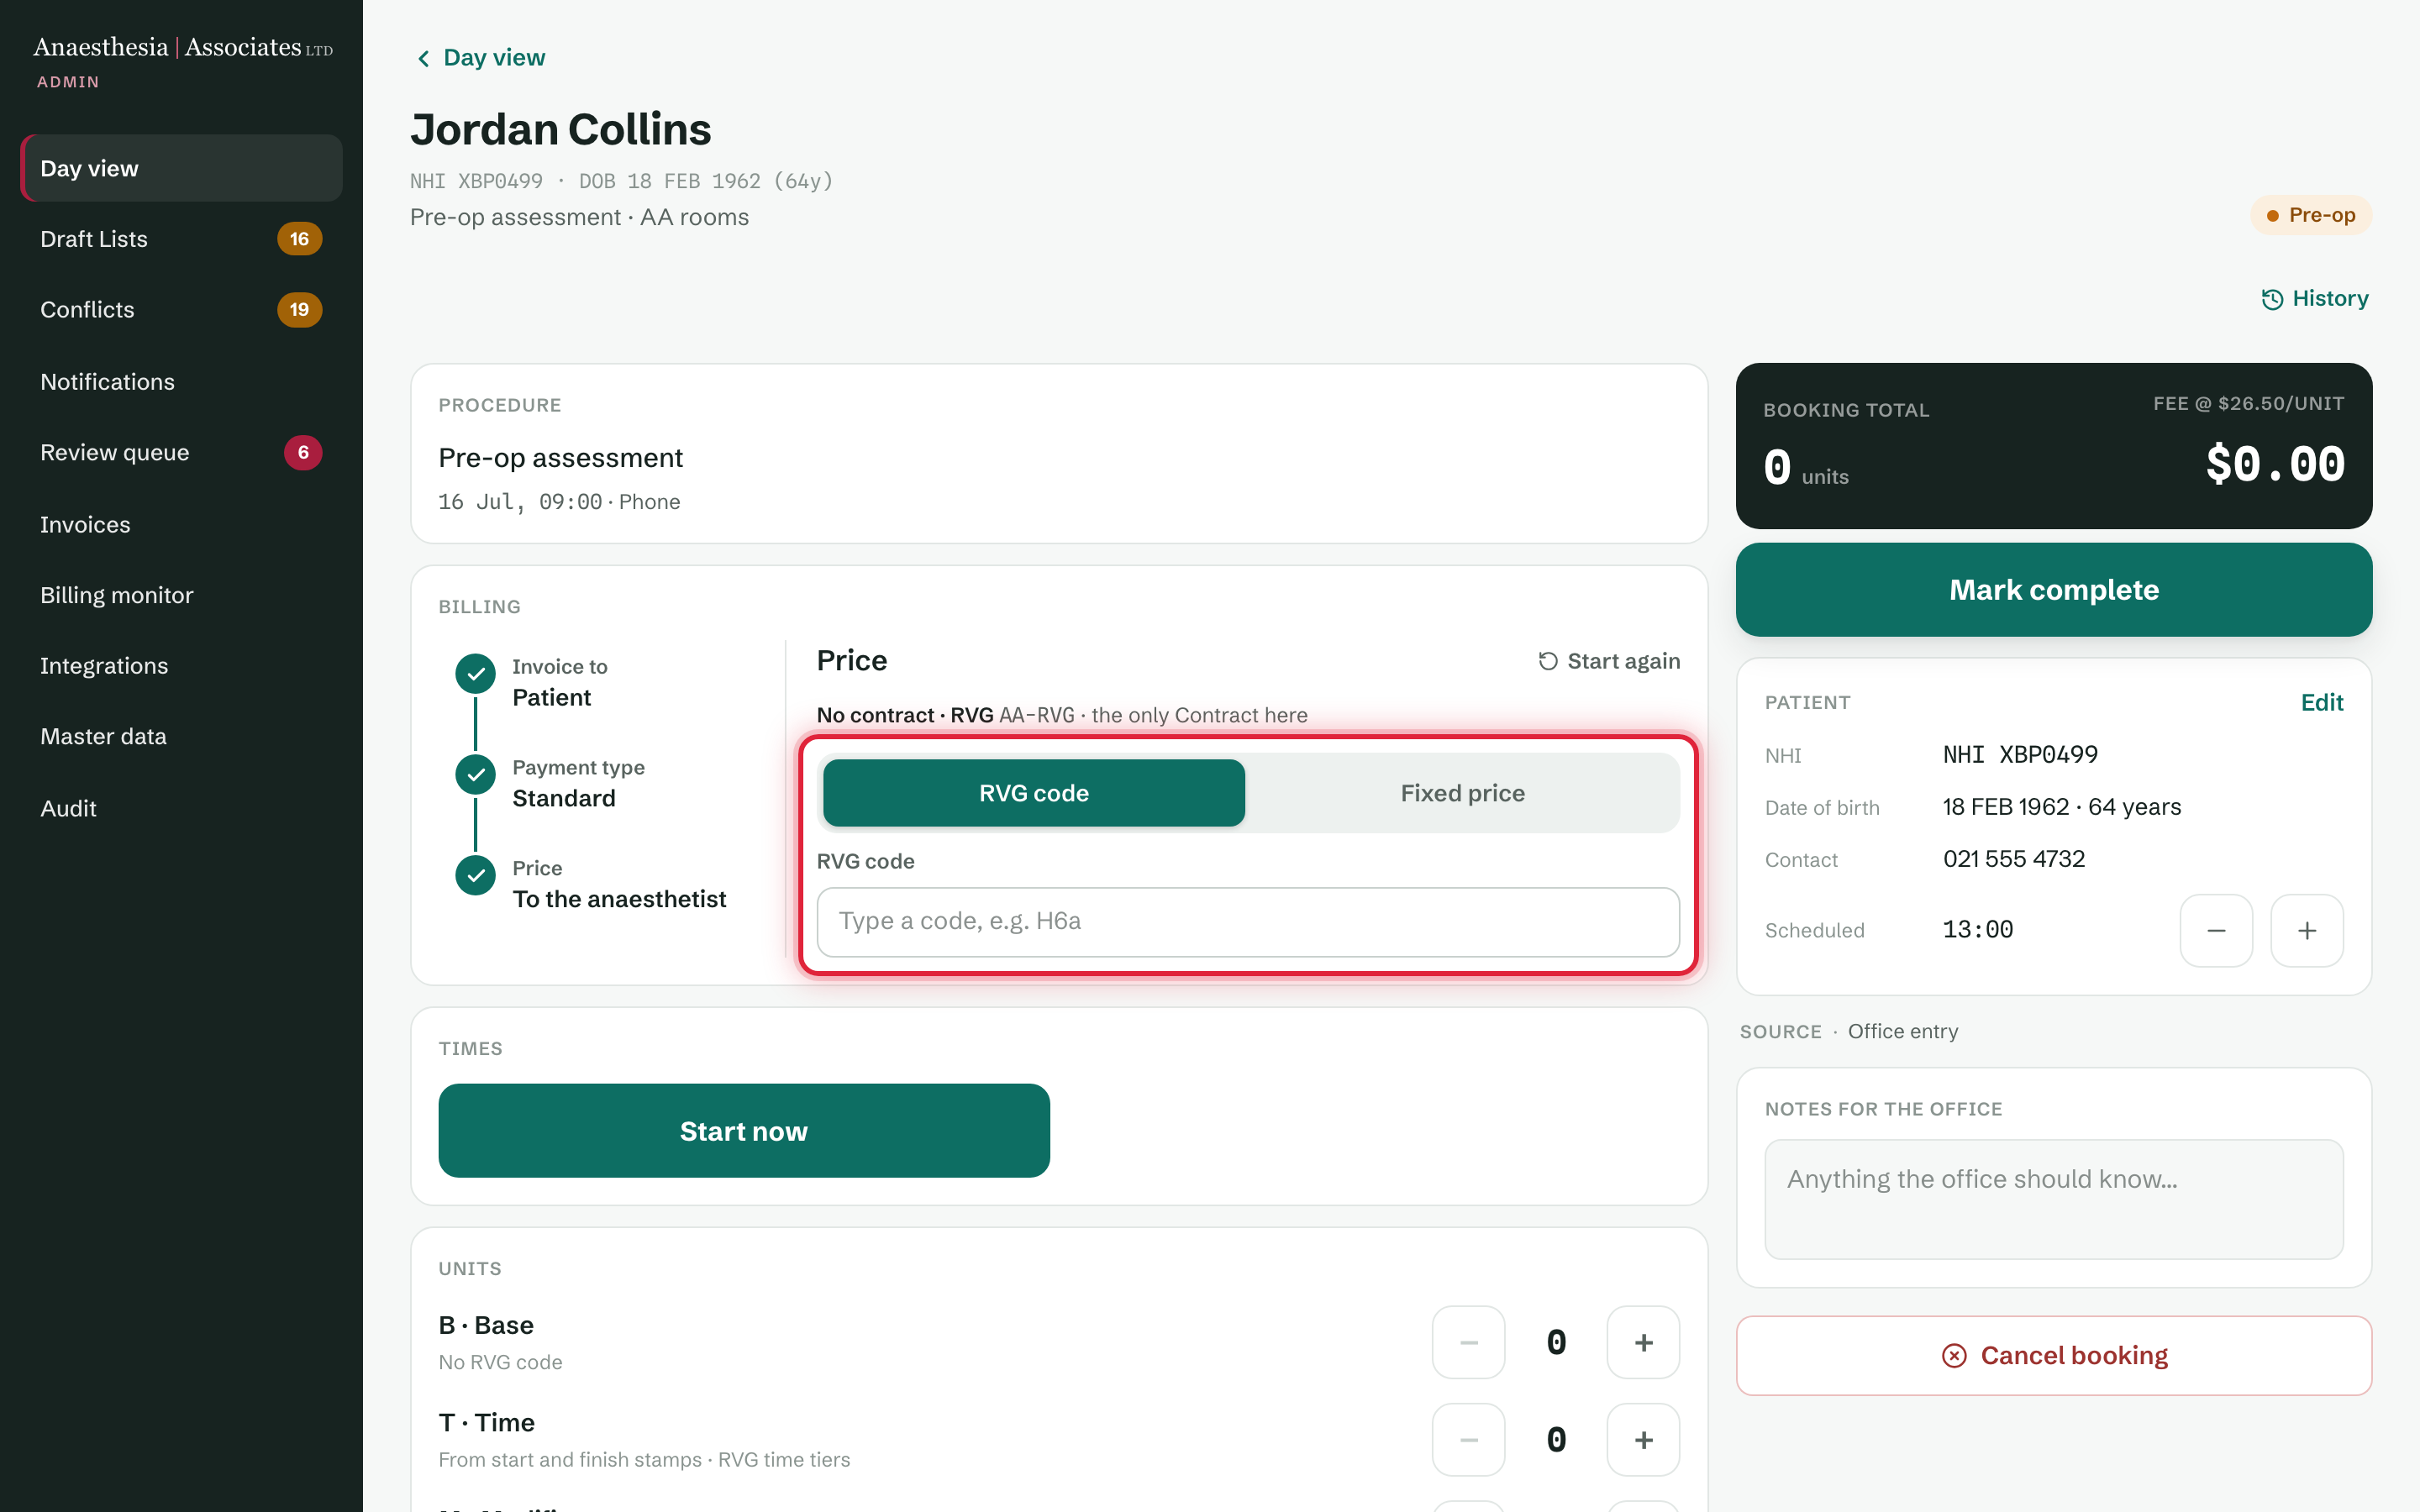 Anaesthesia | Associates LTD
ADMIN
Day view
Draft Lists 16
Conflicts 19
Notifications
Review queue 6
Invoices
Billing monitor
Integrations
Master data
Audit
Day view
Jordan Collins
NHI XBP0499 · DOB 18 FEB 1962 (64y)
Pre-op assessment · AA rooms
Pre-op
History
PROCEDURE
Pre-op assessment
16 Jul, 09:00 · Phone
BILLING
Invoice to
Patient
Payment type
Standard
Price
To the anaesthetist
Price
Start again
No contract · RVG AA-RVG · the only Contract here
RVG code
Fixed price
RVG code
Type a code, e.g. H6a
TIMES
Start now
UNITS
B · Base
No RVG code
− 0 +
T · Time
From start and finish stamps · RVG time tiers
− 0 +
BOOKING TOTAL
FEE @ $26.50/UNIT
0 units
$0.00
Mark complete
PATIENT
Edit
NHI NHI XBP0499
Date of birth 18 FEB 1962 · 64 years
Contact 021 555 4732
Scheduled 13:00 − +
SOURCE · Office entry
NOTES FOR THE OFFICE
Anything the office should know...
Cancel booking